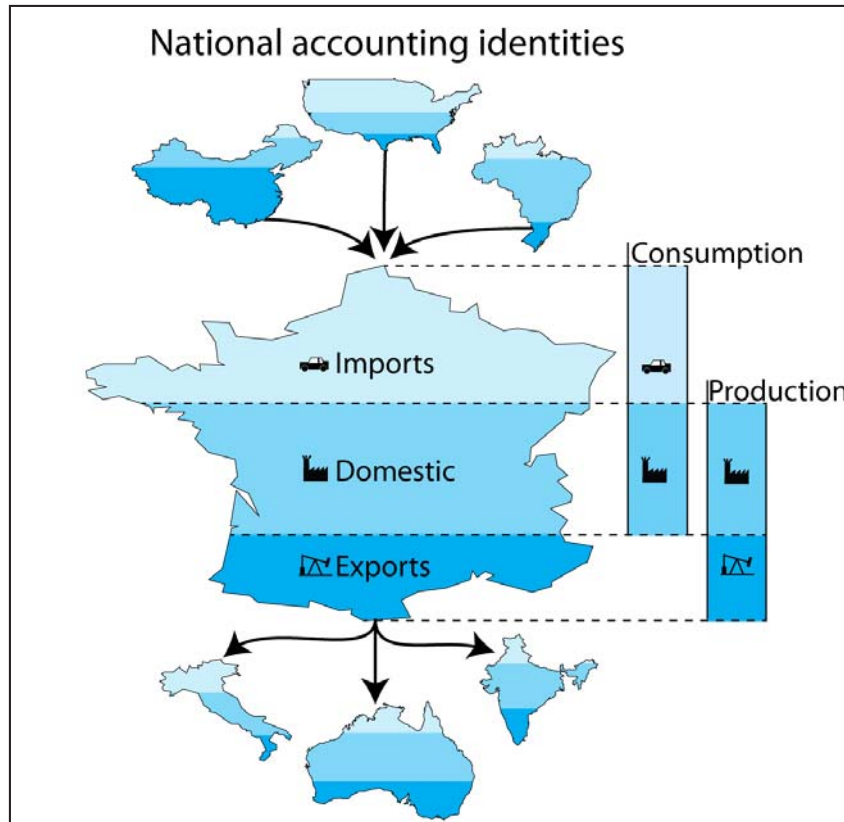 National accounting identities
Consumption
Imports
Production
Domestic
Exports